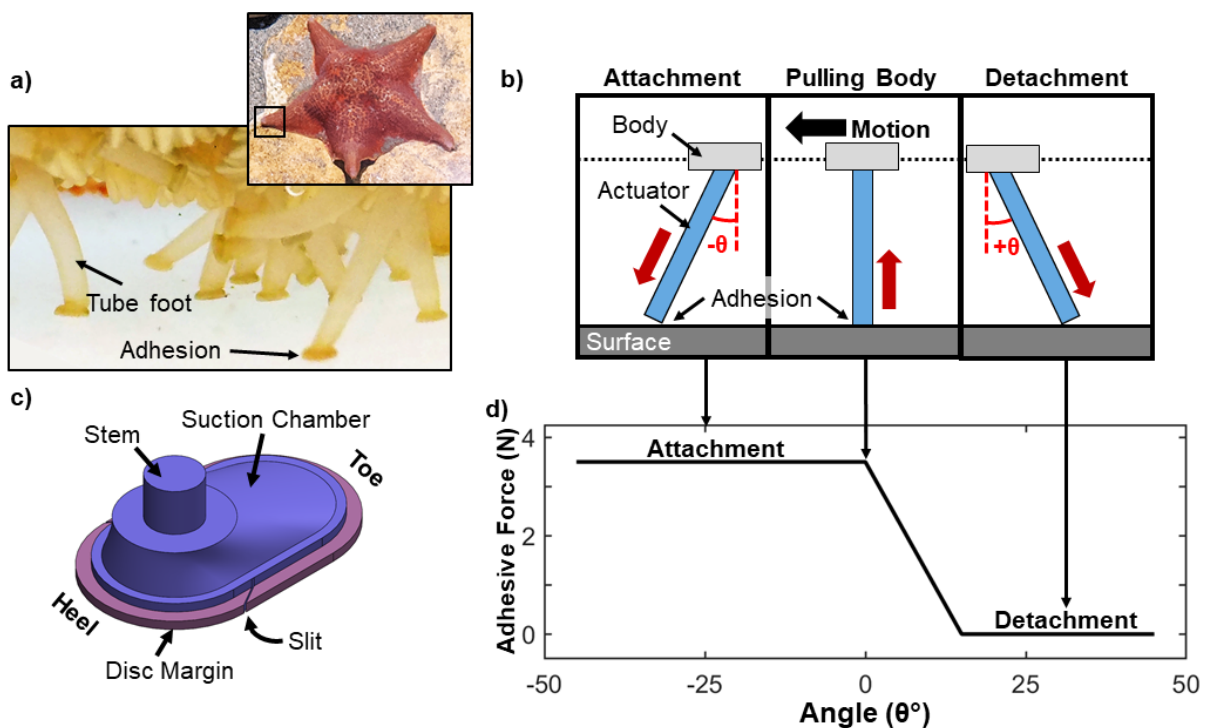 a)
Tube foot
Adhesion
b)
Attachment
Pulling Body
Detachment
Body
Motion
Actuator
-θ
+θ
Adhesion
Surface
c)
Stem
Suction Chamber
Toe
Heel
Slit
Disc Margin
d)
Adhesive Force (N)
4
2
0
Attachment
Detachment
-50
-25
0
25
50
Angle (θ°)